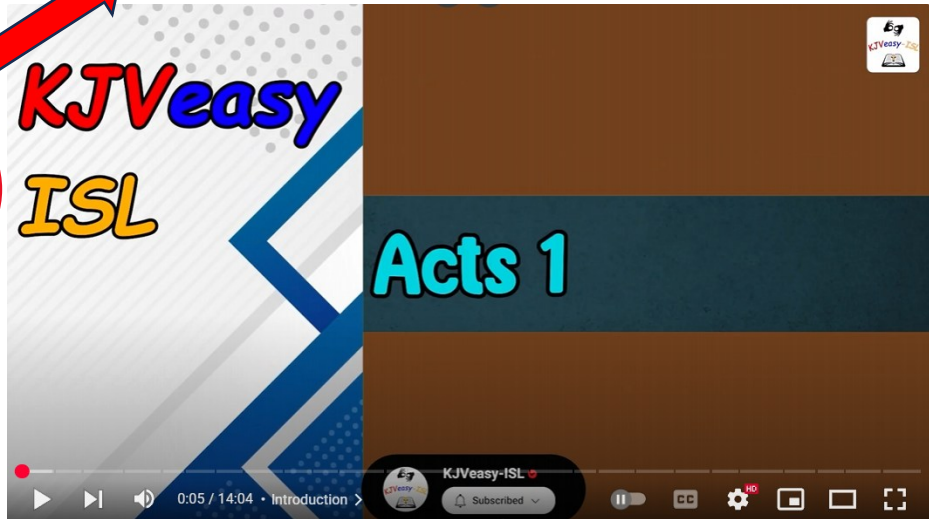 KJVeasy
ISL
KJVeasy-ISL
Acts 1
KJVeasy-ISL
Subscribed
0:05 / 14:04 • Introduction >
CC
HD